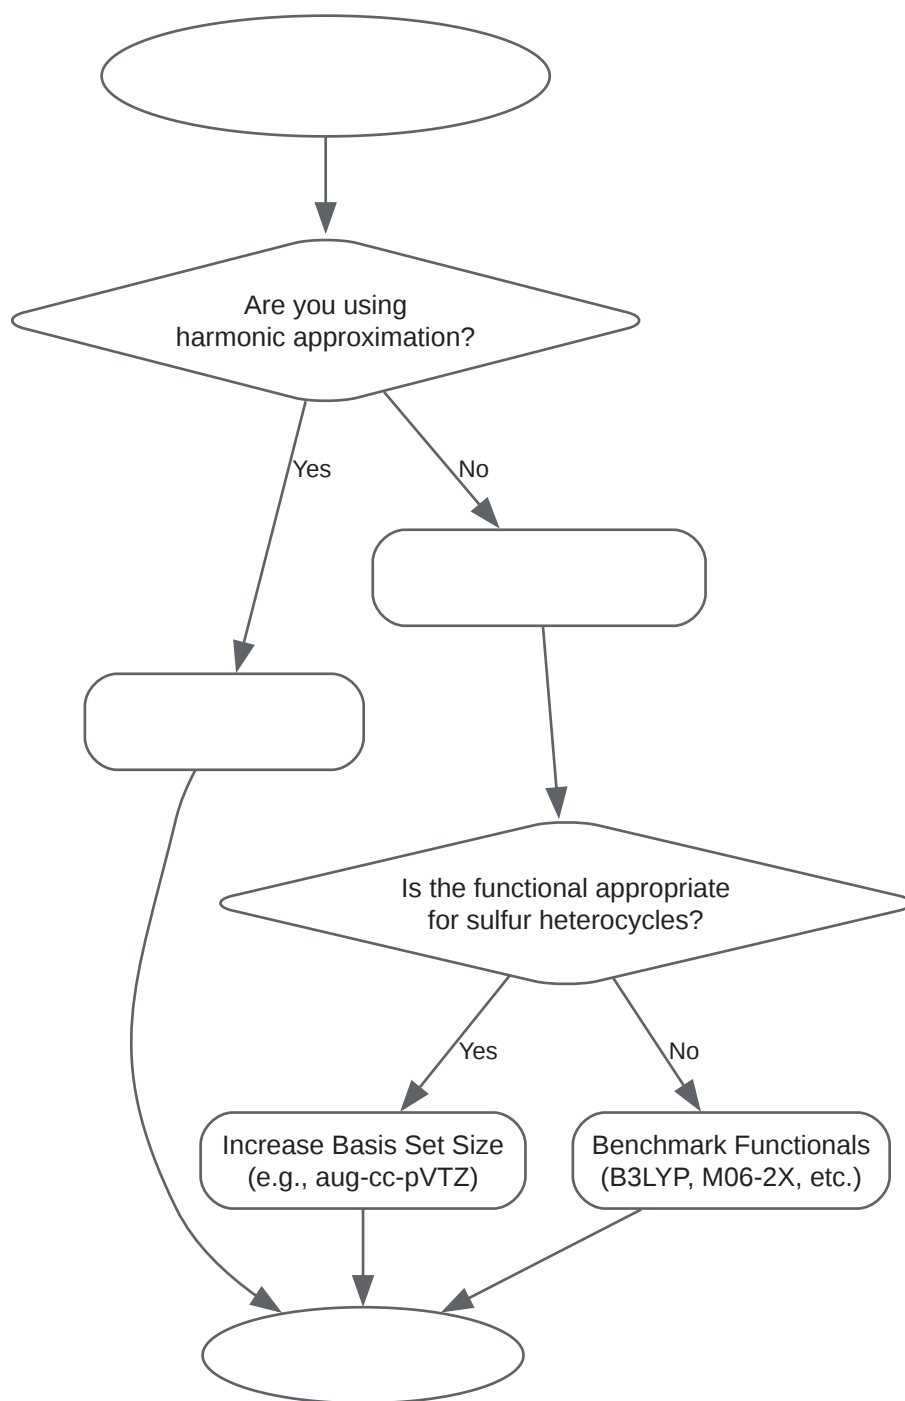 Are you using
harmonic approximation?
Yes
No
Is the functional appropriate
for sulfur heterocycles?
Yes
No
Increase Basis Set Size
(e.g., aug-cc-pVTZ)
Benchmark Functionals
(B3LYP, M06-2X, etc.)